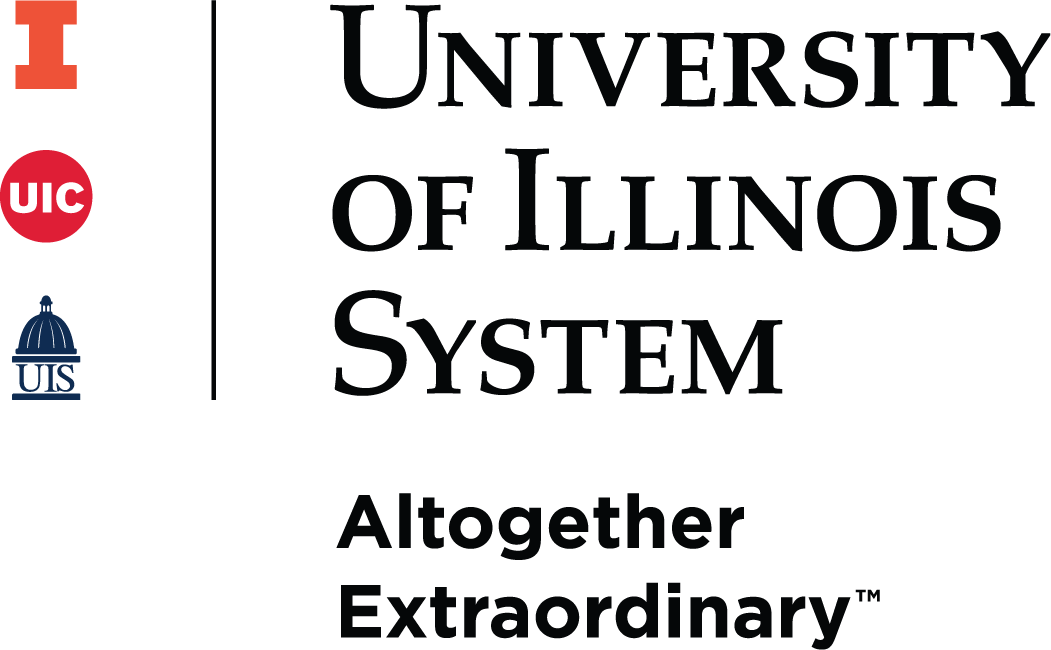 I
UIC
UIS
UNIVERSITY
OF ILLINOIS
SYSTEM
Altogether
Extraordinary™